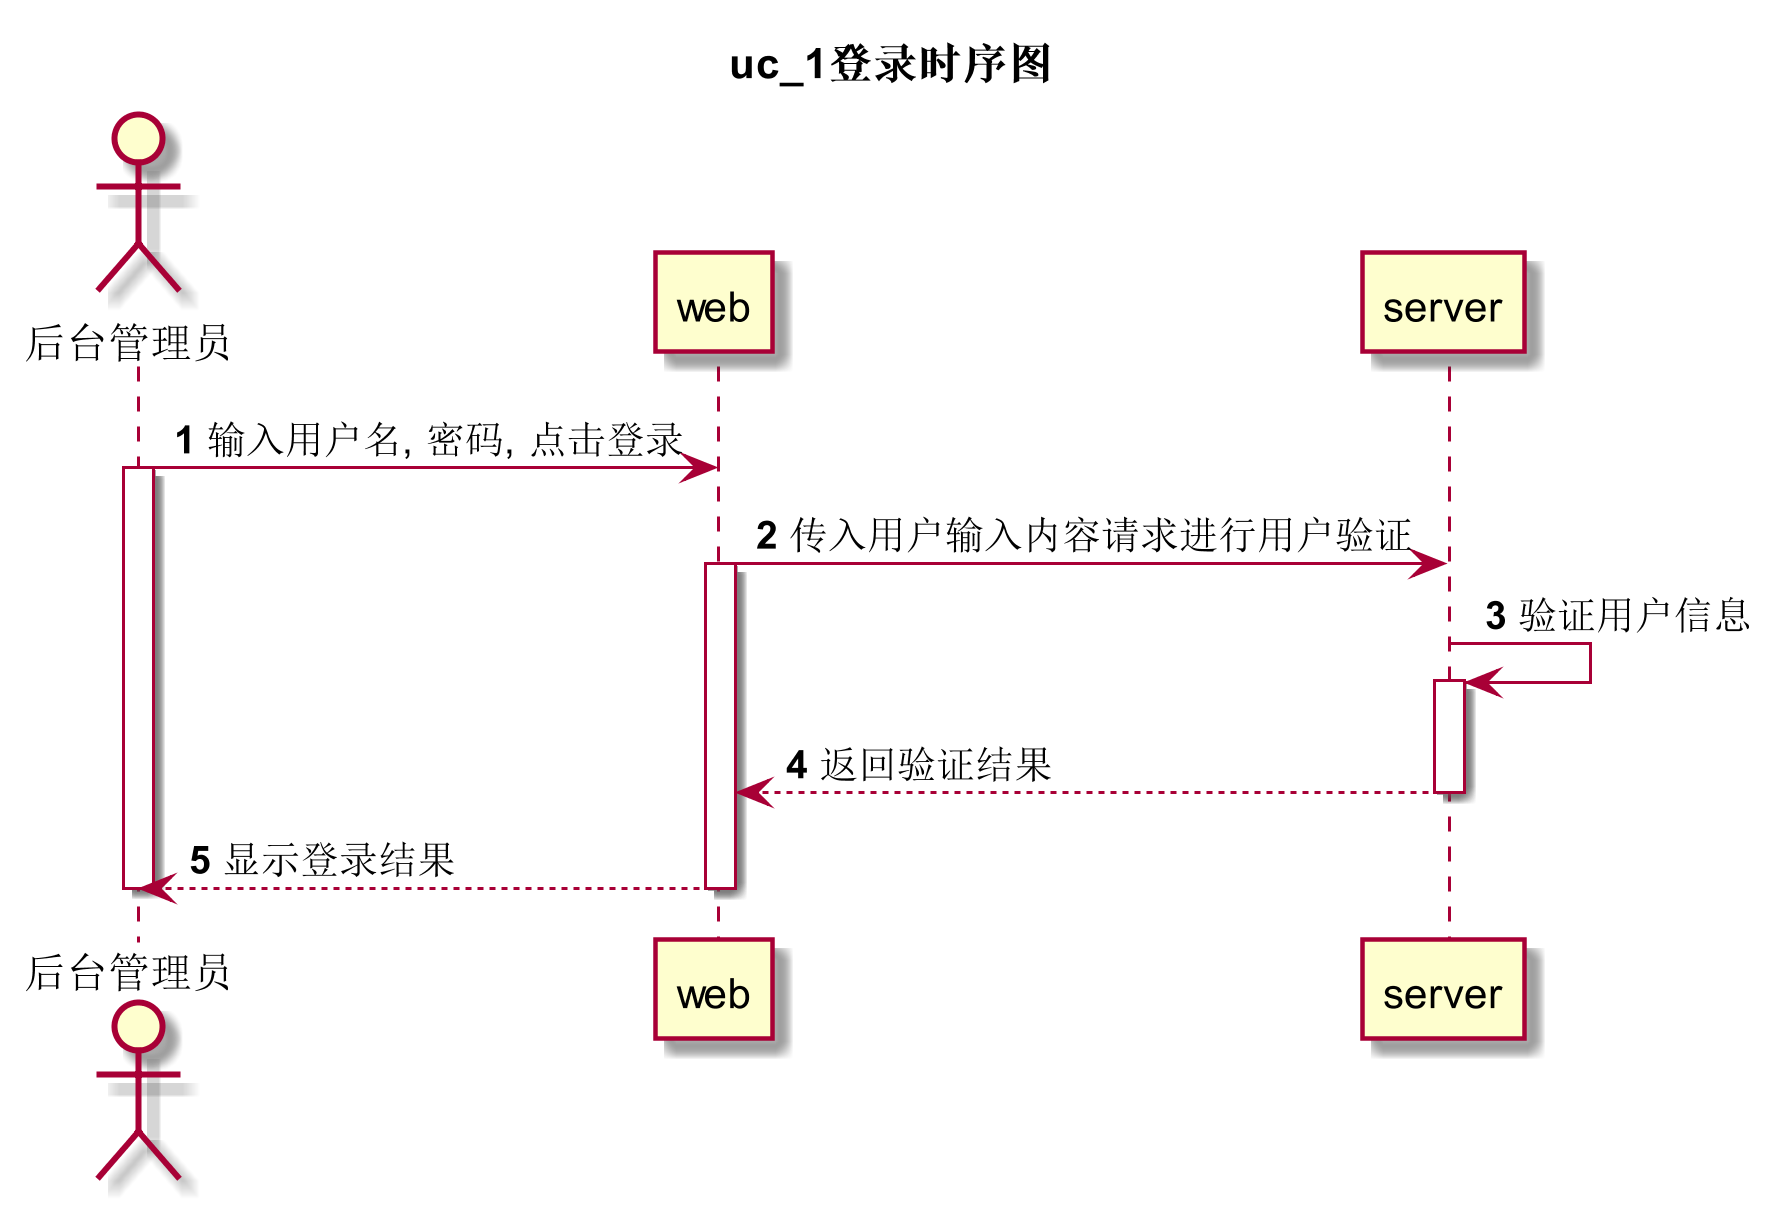 uc_1登录时序图
后台管理员
web
server
1 输入用户名, 密码, 点击登录
2 传入用户输入内容请求进行用户验证
3 验证用户信息
4 返回验证结果
5 显示登录结果
后台管理员
web
server